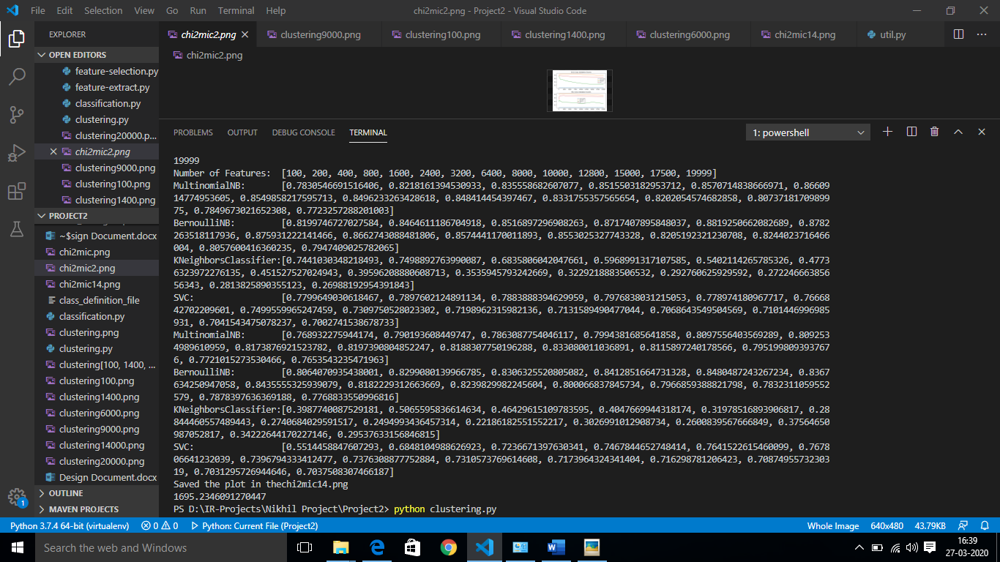 File Edit Selection View Go Run Terminal Help
chi2mic2.png - Project2 - Visual Studio Code
EXPLORER
OPEN EDITORS
feature-selection.py
feature-extract.py
classification.py
clustering.py
clustering20000.p...
chi2mic2.png
clustering9000.png
clustering100.png
clustering1400.png
PROJECT2
~$sign Document.docx
chi2mic.png
chi2mic2.png
chi2mic14.png
class_definition_file
classification.py
clustering.png
clustering.py
clustering[100, 1400, ...
clustering100.png
clustering1400.png
clustering6000.png
clustering9000.png
clustering14000.png
clustering20000.png
Design Document.docx
OUTLINE
MAVEN PROJECTS
1
chi2mic2.png clustering9000.png clustering100.png clustering1400.png clustering6000.png chi2mic14.png util.py
chi2mic2.png
PROBLEMS OUTPUT DEBUG CONSOLE TERMINAL
1: powershell
19999
Number of Features: [100, 200, 400, 800, 1600, 2400, 3200, 6400, 8000, 10000, 12800, 15000, 17500, 19999]
MultinomialNB: [0.7830546691516406, 0.8218161394530933, 0.835558682607077, 0.8515503182953712, 0.8570714838666971, 0.86609
14774953605, 0.8549858217595713, 0.8496233263428618, 0.848414454397467, 0.8331755357565654, 0.8202054574682858, 0.80737181709899
75, 0.7849673021652308, 0.7723257288201003]
BernoulliNB: [0.8199746727027584, 0.8464611186704918, 0.8516897296908263, 0.8717407895848037, 0.8819250662082689, 0.8782
263518117936, 0.875931222141466, 0.8662743088481806, 0.8574441170011893, 0.8553025327743328, 0.8205192321230708, 0.8244023716466
004, 0.8057600416360235, 0.7947409025782065]
KNeighborsClassifier:[0.7441030348218493, 0.7498892763990087, 0.6835806042047661, 0.5968991317107585, 0.5402114265785326, 0.4773
6323972276135, 0.451527527024943, 0.39596208880608713, 0.3535945793242669, 0.3229218883506532, 0.292760625929592, 0.272246663856
56343, 0.2813825890355123, 0.26988192954391843]
SVC: [0.7799649030618467, 0.7897602124891134, 0.7883888394629959, 0.7976838031215053, 0.778974180967717, 0.76668
42702209601, 0.7499559965247459, 0.7309750528023302, 0.7198962315982136, 0.7131589490477044, 0.7068643549504569, 0.7101446996985
931, 0.7041543475078237, 0.7002741538678733]
MultinomialNB: [0.768932275944174, 0.790193608449747, 0.7863087754046117, 0.7994381685641858, 0.8097556403569289, 0.809253
4989610959, 0.8173876921523782, 0.8197390804852247, 0.8188307750196288, 0.833080011036891, 0.8115897240178566, 0.795199809393767
6, 0.7721015273530466, 0.7653543235471963]
BernoulliNB: [0.8064070935438001, 0.8299080139966785, 0.8306325520805082, 0.8412851664731328, 0.8480487243267234, 0.8367
634250947058, 0.8435555325939079, 0.8182229312663669, 0.8239829982245604, 0.800066837845734, 0.7966859388821798, 0.7832311059552
579, 0.7878397636369188, 0.7768833550996816]
KNeighborsClassifier:[0.3987740087529181, 0.5065595836614634, 0.46429615109783595, 0.4047669944318174, 0.31978516893906817, 0.28
844460557489443, 0.2740684029591517, 0.2494993436457314, 0.22186182551552217, 0.3026991012908734, 0.2600839567666849, 0.37564650
987052817, 0.34222644170227146, 0.29537633156846815]
SVC: [0.5514458847607293, 0.6848104988626923, 0.7236671397630341, 0.7467844652748414, 0.7641522615460099, 0.7678
06641232039, 0.7396794333412477, 0.7376308877752884, 0.7310573769614608, 0.7173964324341404, 0.716298781206423, 0.70874955732303
19, 0.7031295726944646, 0.7037508307466187]
Saved the plot in thechi2mic14.png
1695.2346091270447
PS D:\IR-Projects\Nikhil Project\Project2> python clustering.py
Python 3.7.4 64-bit (virtualenv) 0 0 Python: Current File (Project2) Whole Image 640x480 43.79KB
Search the web and Windows
16:39
27-03-2020